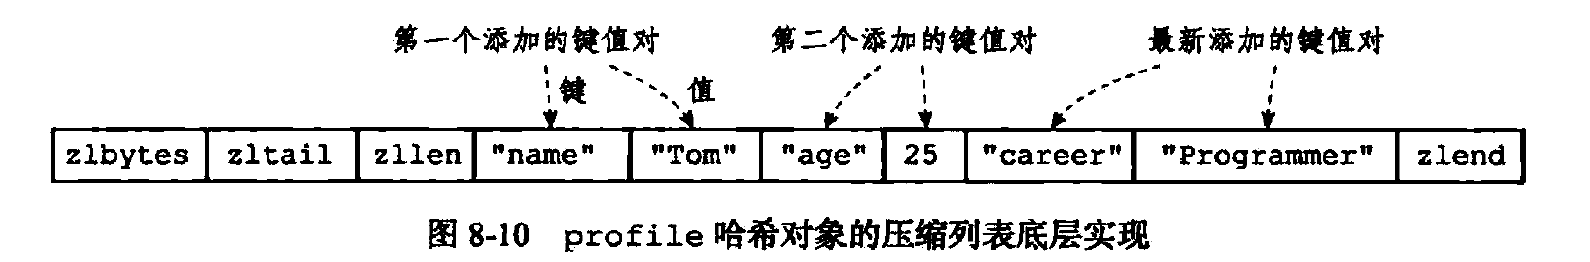 第一个添加的键值对 第二个添加的键值对 最新添加的键值对
键 值
zlbytes zltail zllen "name" "Tom" "age" 25 "career" "Programmer" zlend
图 8-10 profile 哈希对象的压缩列表底层实现